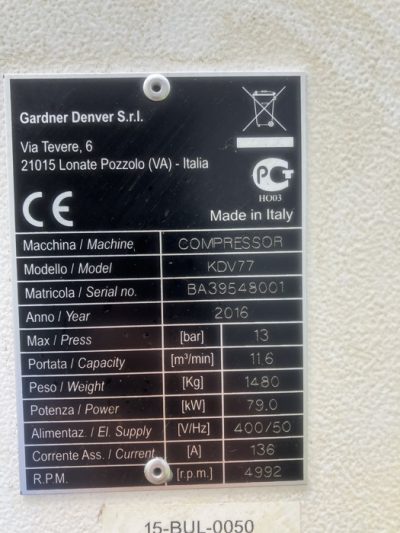 Gardner Denver S.r.l.
Via Tevere, 6
21015 Lonate Pozzolo (VA) - Italia
CE
PCT
HO03
Made in Italy
Macchina / Machine COMPRESSOR
Modello / Model KDV77
Matricola / Serial no. BA39548001
Anno / Year 2016
Max / Press [bar] 13
Portata / Capacity [m³/min] 11.6
Peso / Weight [Kg] 1480
Potenza / Power [kW] 79.0
Alimentaz. / El. Supply [V/Hz] 400/50
Corrente Ass. / Current [A] 136
R.P.M. [r.p.m.] 4992
15-BUL-0050